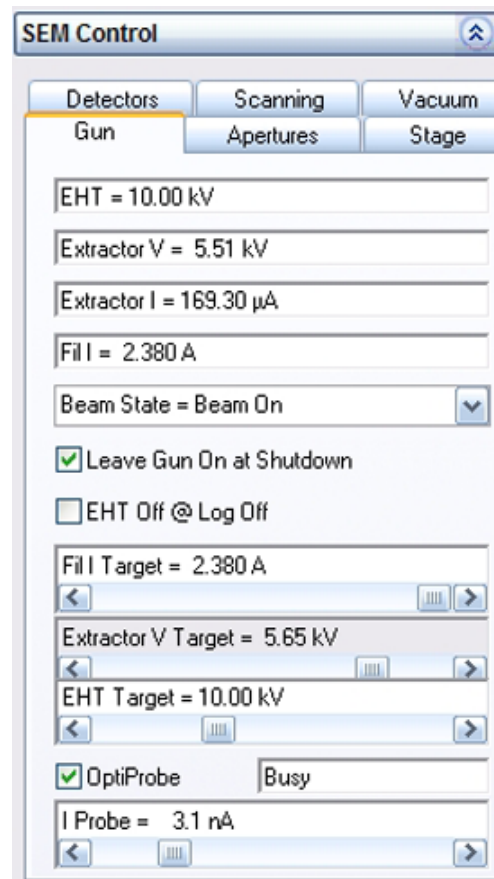 SEM Control
Detectors Scanning Vacuum
Gun Apertures Stage
EHT = 10.00 kV
Extractor V = 5.51 kV
Extractor I = 169.30 µA
Fil I = 2.380 A
Beam State = Beam On
Leave Gun On at Shutdown
EHT Off @ Log Off
Fil I Target = 2.380 A
Extractor V Target = 5.65 kV
EHT Target = 10.00 kV
OptiProbe Busy
I Probe = 3.1 nA